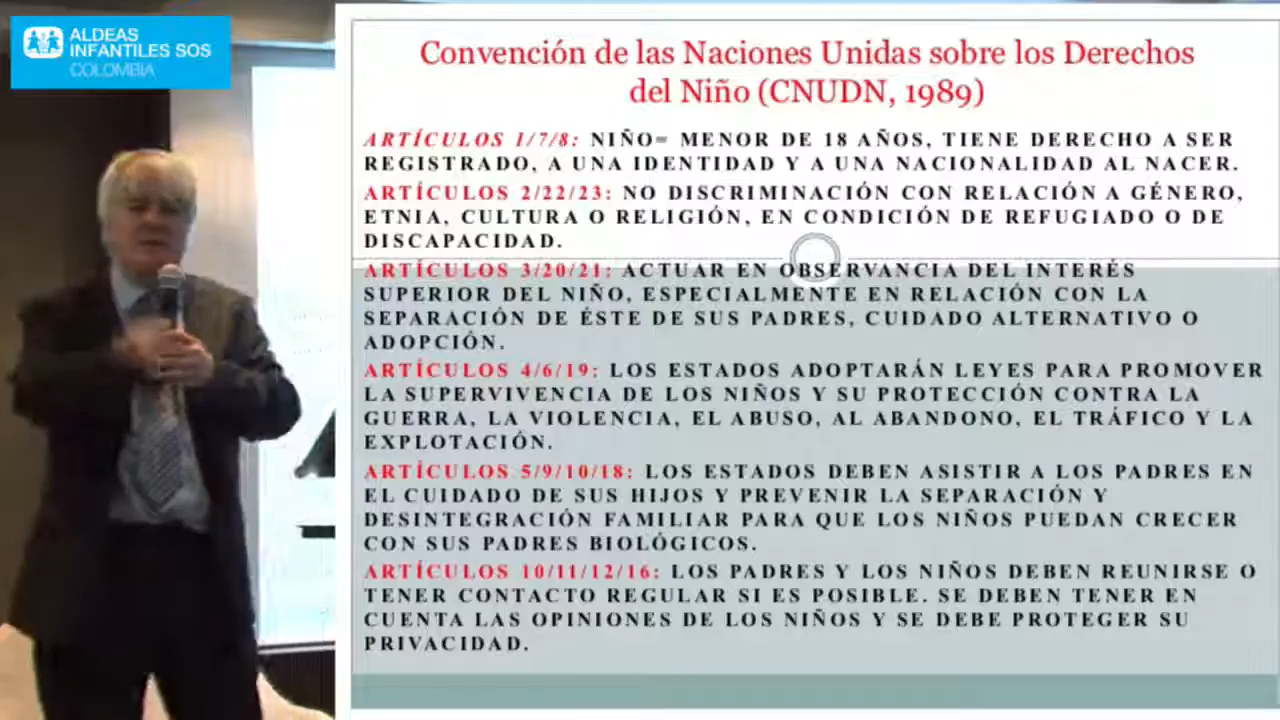 ALDEAS
INFANTILES SOS
COLOMBIA
Convención de las Naciones Unidas sobre los Derechos
del Niño (CNUDN, 1989)
ARTÍCULOS 1/7/8: NIÑO= MENOR DE 18 AÑOS, TIENE DERECHO A SER
REGISTRADO, A UNA IDENTIDAD Y A UNA NACIONALIDAD AL NACER.
ARTÍCULOS 2/22/23: NO DISCRIMINACIÓN CON RELACIÓN A GÉNERO,
ETNIA, CULTURA O RELIGIÓN, EN CONDICIÓN DE REFUGIADO O DE
DISCAPACIDAD.
ARTÍCULOS 3/20/21: ACTUAR EN OBSERVANCIA DEL INTERÉS
SUPERIOR DEL NIÑO, ESPECIALMENTE EN RELACIÓN CON LA
SEPARACIÓN DE ÉSTE DE SUS PADRES, CUIDADO ALTERNATIVO O
ADOPCIÓN.
ARTÍCULOS 4/6/19: LOS ESTADOS ADOPTARÁN LEYES PARA PROMOVER
LA SUPERVIVENCIA DE LOS NIÑOS Y SU PROTECCIÓN CONTRA LA
GUERRA, LA VIOLENCIA, EL ABUSO, AL ABANDONO, EL TRÁFICO Y LA
EXPLOTACIÓN.
ARTÍCULOS 5/9/10/18: LOS ESTADOS DEBEN ASISTIR A LOS PADRES EN
EL CUIDADO DE SUS HIJOS Y PREVENIR LA SEPARACIÓN Y
DESINTEGRACIÓN FAMILIAR PARA QUE LOS NIÑOS PUEDAN CRECER
CON SUS PADRES BIOLÓGICOS.
ARTÍCULOS 10/11/12/16: LOS PADRES Y LOS NIÑOS DEBEN REUNIRSE O
TENER CONTACTO REGULAR SI ES POSIBLE. SE DEBEN TENER EN
CUENTA LAS OPINIONES DE LOS NIÑOS Y SE DEBE PROTEGER SU
PRIVACIDAD.